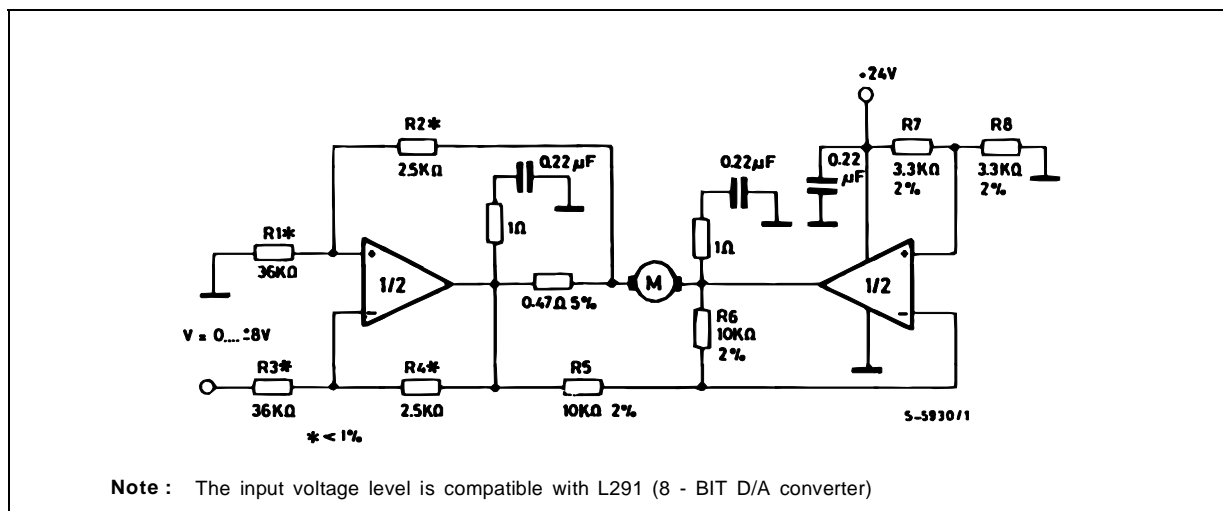 +24V
R2*
2.5KΩ
0.22µF
0.22µF
0.22
µF
R7
3.3KΩ
2%
R8
3.3KΩ
2%
R1*
36KΩ
1Ω
1Ω
+
1/2
-
+
1/2
-
M
0.47Ω 5%
R6
10KΩ
2%
V = 0....±8V
R3*
36KΩ
R4*
2.5KΩ
R5
10KΩ 2%
* < 1%
S-5930/1
Note : The input voltage level is compatible with L291 (8 - BIT D/A converter)